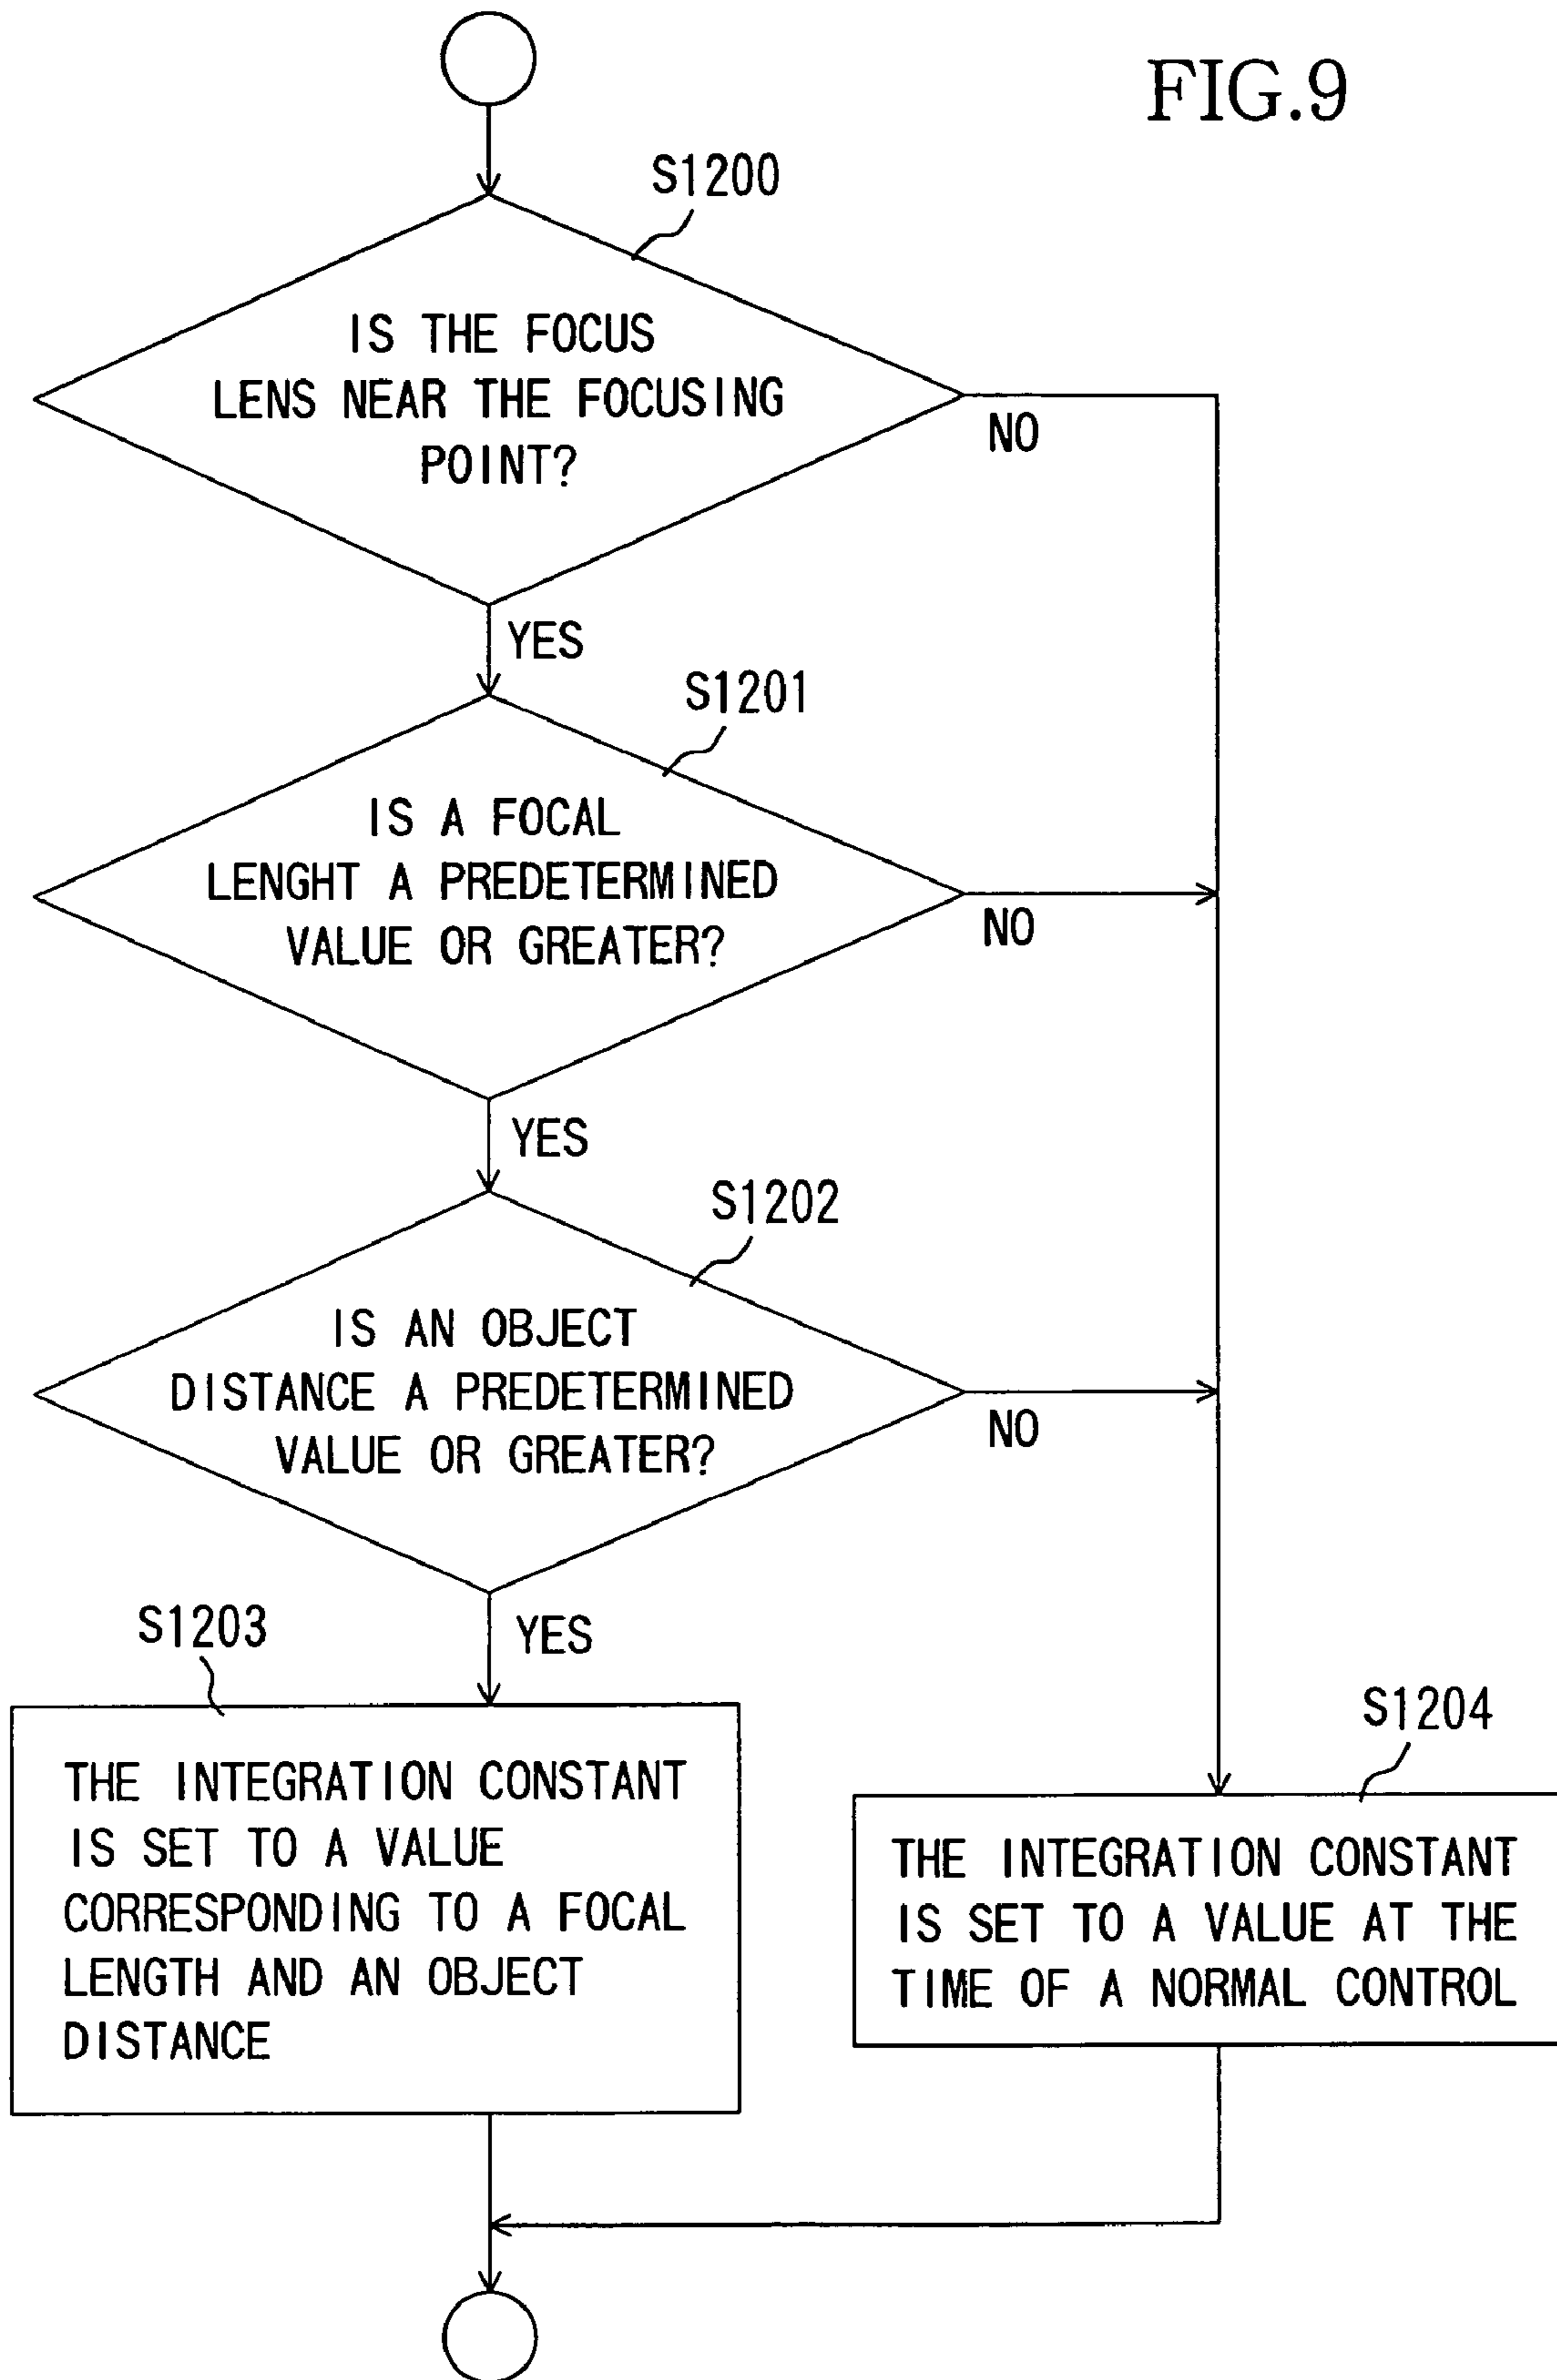 FIG.9
S1200
IS THE FOCUS
LENS NEAR THE FOCUSING
POINT?
NO
YES
S1201
IS A FOCAL
LENGHT A PREDETERMINED
VALUE OR GREATER?
NO
YES
S1202
IS AN OBJECT
DISTANCE A PREDETERMINED
VALUE OR GREATER?
NO
YES
S1203
THE INTEGRATION CONSTANT
IS SET TO A VALUE
CORRESPONDING TO A FOCAL
LENGTH AND AN OBJECT
DISTANCE
S1204
THE INTEGRATION CONSTANT
IS SET TO A VALUE AT THE
TIME OF A NORMAL CONTROL